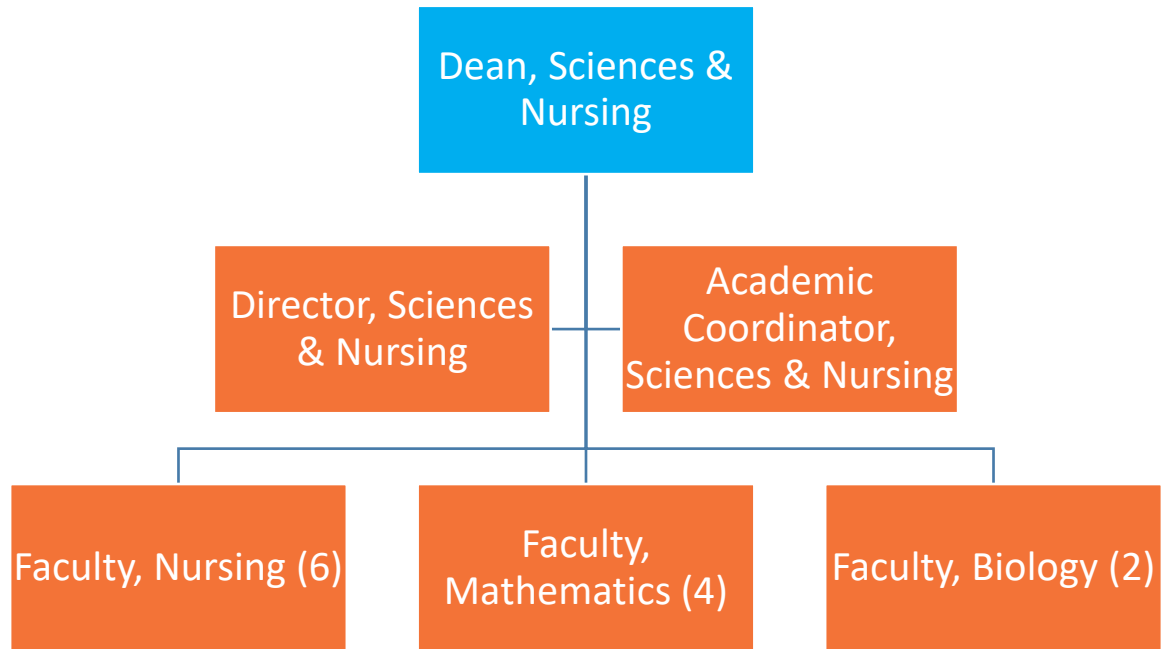 Dean, Sciences &
Nursing
Director, Sciences
& Nursing
Academic
Coordinator,
Sciences & Nursing
Faculty, Nursing (6)
Faculty,
Mathematics (4)
Faculty, Biology (2)